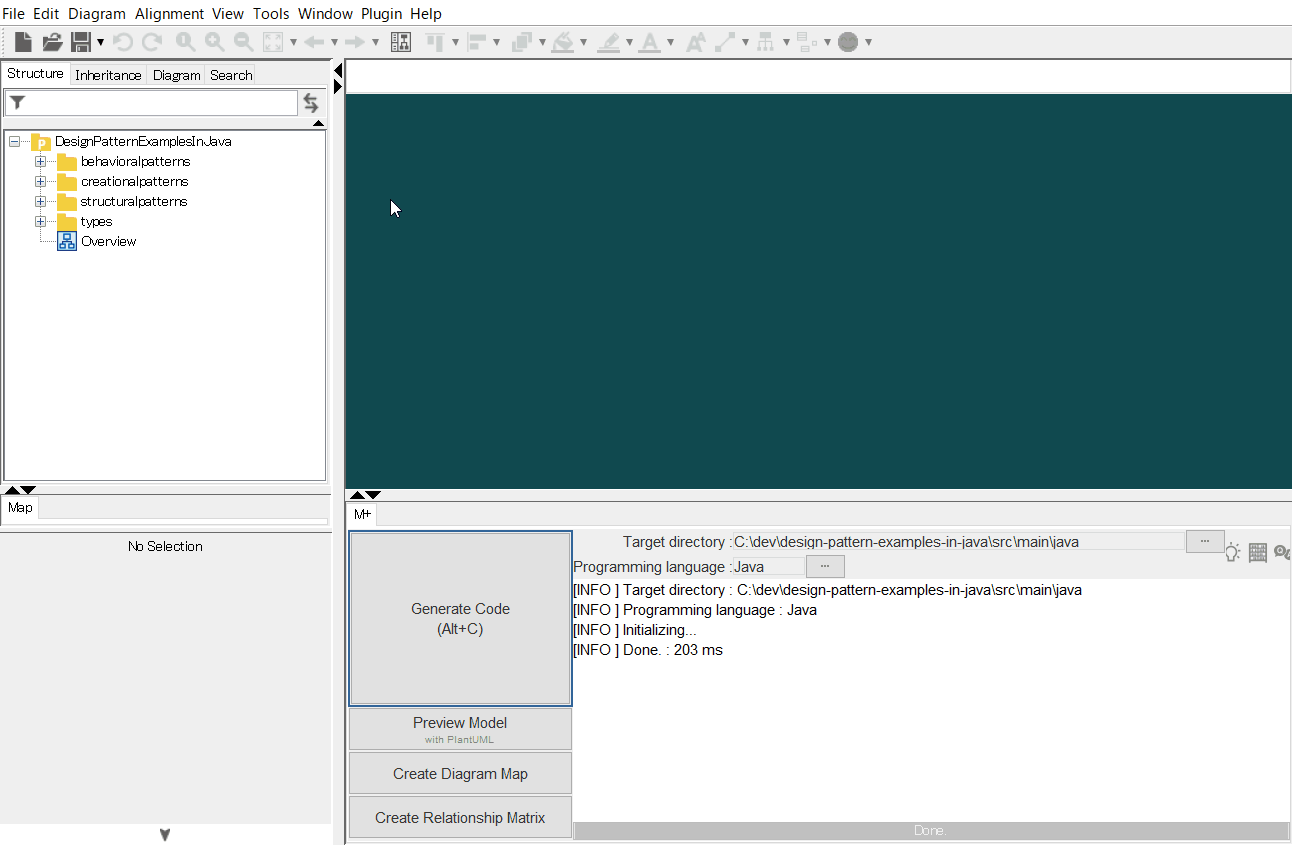 File Edit Diagram Alignment View Tools Window Plugin Help
Structure Inheritance Diagram Search
DesignPatternExamplesInJava
behavioralpatterns
creationalpatterns
structuralpatterns
types
Overview
Map
No Selection
M+
Generate Code
(Alt+C)
Preview Model
with PlantUML
Create Diagram Map
Create Relationship Matrix
Target directory : C:\dev\design-pattern-examples-in-java\src\main\java ...
Programming language : Java ...
[INFO ] Target directory : C:\dev\design-pattern-examples-in-java\src\main\java
[INFO ] Programming language : Java
[INFO ] Initializing...
[INFO ] Done. : 203 ms
Done.